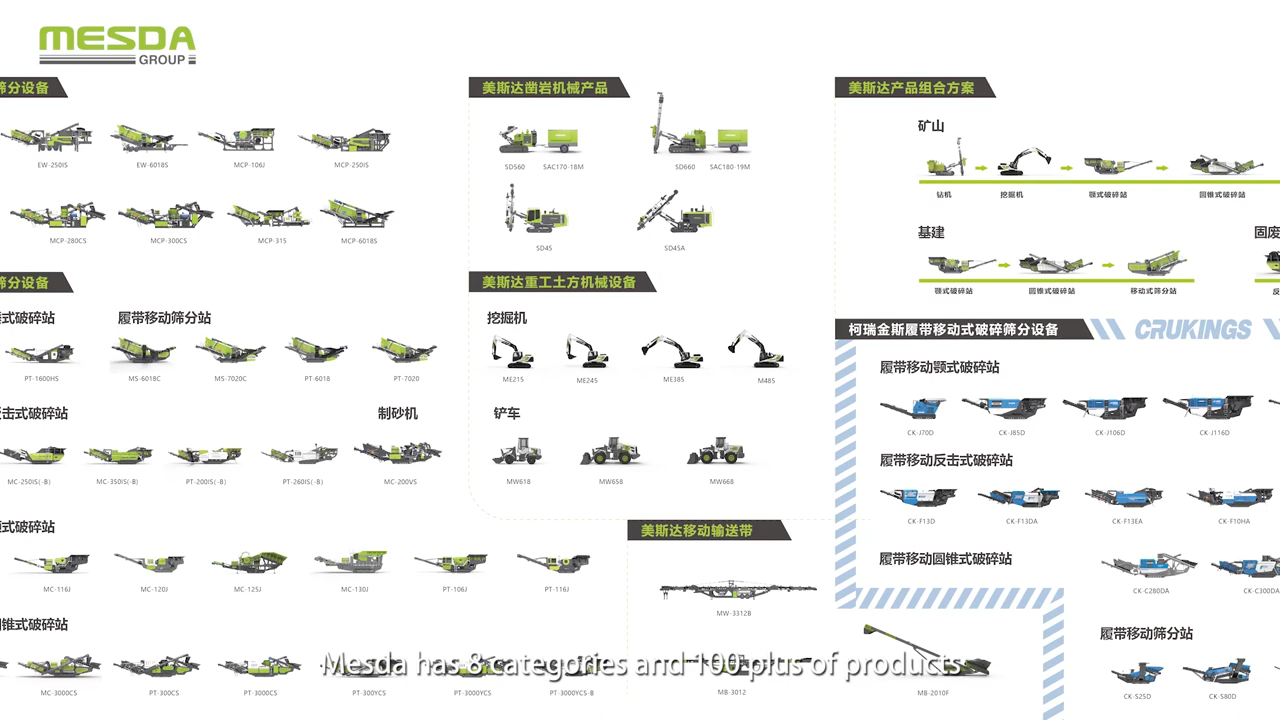 MESDA
GROUP
筛分设备
EW-250IS
EW-6018S
MCP-106J
MCP-250IS
MCP-280CS
MCP-300CS
MCP-315
MCP-6018S
筛分设备
式破碎站
履带移动筛分站
PT-1600HS
MS-6018C
MS-7020C
PT-6018
PT-7020
反击式破碎站
制砂机
MC-250IS(-B)
MC-350IS(-B)
PT-200IS(-B)
PT-260IS(-B)
MC-200VS
式破碎站
MC-116J
MC-120J
MC-125J
MC-130J
PT-106J
PT-116J
圆锥式破碎站
MC-3000CS
PT-300CS
PT-3000CS
PT-300YCS
PT-3000YCS
PT-3000YCS-B
美斯达凿岩机械产品
SD560
SAC170-18M
SD660
SAC180-19M
SD45
SD45A
美斯达重工土方机械设备
挖掘机
ME215
ME245
ME385
M485
铲车
MW618
MW658
MW668
美斯达移动输送带
MW-3312B
MB-3012
MB-2010F
美斯达产品组合方案
矿山
钻机
挖掘机
颚式破碎站
圆锥式破碎站
基建
颚式破碎站
圆锥式破碎站
移动式筛分站
固废
反
柯瑞金斯履带移动式破碎筛分设备
CRUKINGS
履带移动颚式破碎站
CK-J70D
CK-J85D
CK-J106D
CK-J116D
履带移动反击式破碎站
CK-F13D
CK-F13DA
CK-F13EA
CK-F10HA
履带移动圆锥式破碎站
CK-C280DA
CK-C300DA
履带移动筛分站
CK-S25D
CK-S80D
Mesda has 8 categories and 100 plus of products